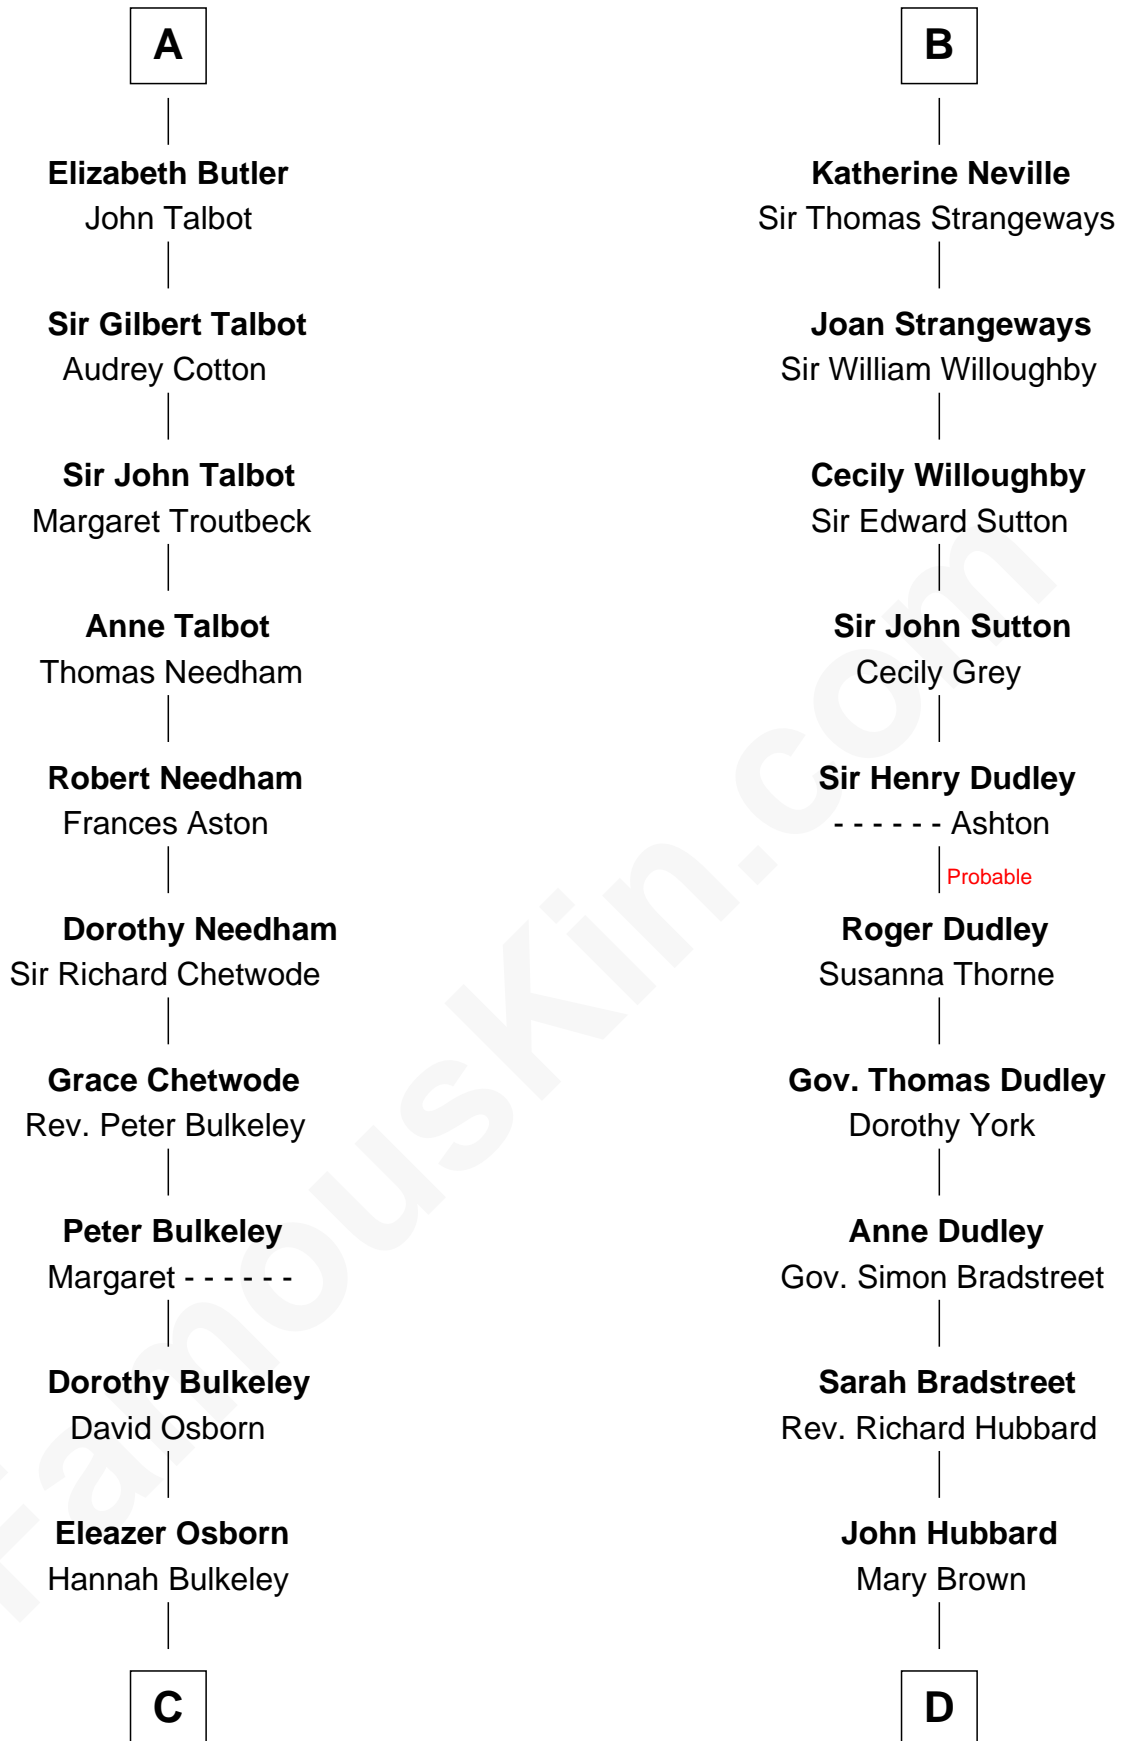 A
Elizabeth Butler
John Talbot
Sir Gilbert Talbot
Audrey Cotton
Sir John Talbot
Margaret Troutbeck
Anne Talbot
Thomas Needham
Robert Needham
Frances Aston
Dorothy Needham
Sir Richard Chetwode
Grace Chetwode
Rev. Peter Bulkeley
Peter Bulkeley
Margaret - - - - - -
Dorothy Bulkeley
David Osborn
Eleazer Osborn
Hannah Bulkeley
C
B
Katherine Neville
Sir Thomas Strangeways
Joan Strangeways
Sir William Willoughby
Cecily Willoughby
Sir Edward Sutton
Sir John Sutton
Cecily Grey
Sir Henry Dudley
- - - - - - Ashton
Probable
Roger Dudley
Susanna Thorne
Gov. Thomas Dudley
Dorothy York
Anne Dudley
Gov. Simon Bradstreet
Sarah Bradstreet
Rev. Richard Hubbard
John Hubbard
Mary Brown
D
FamousKin.com